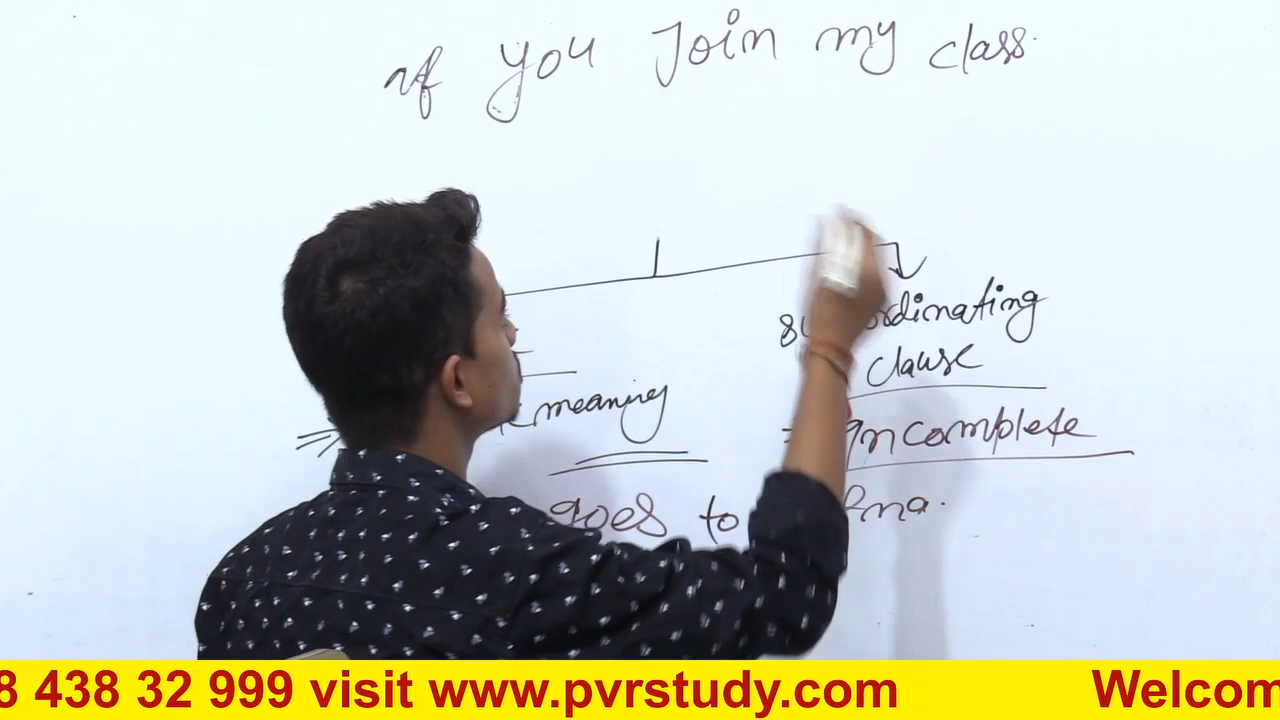 if you Join my class.
clause
meaning
Incomplete
goes to
8 438 32 999 visit www.pvrstudy.com Welcom